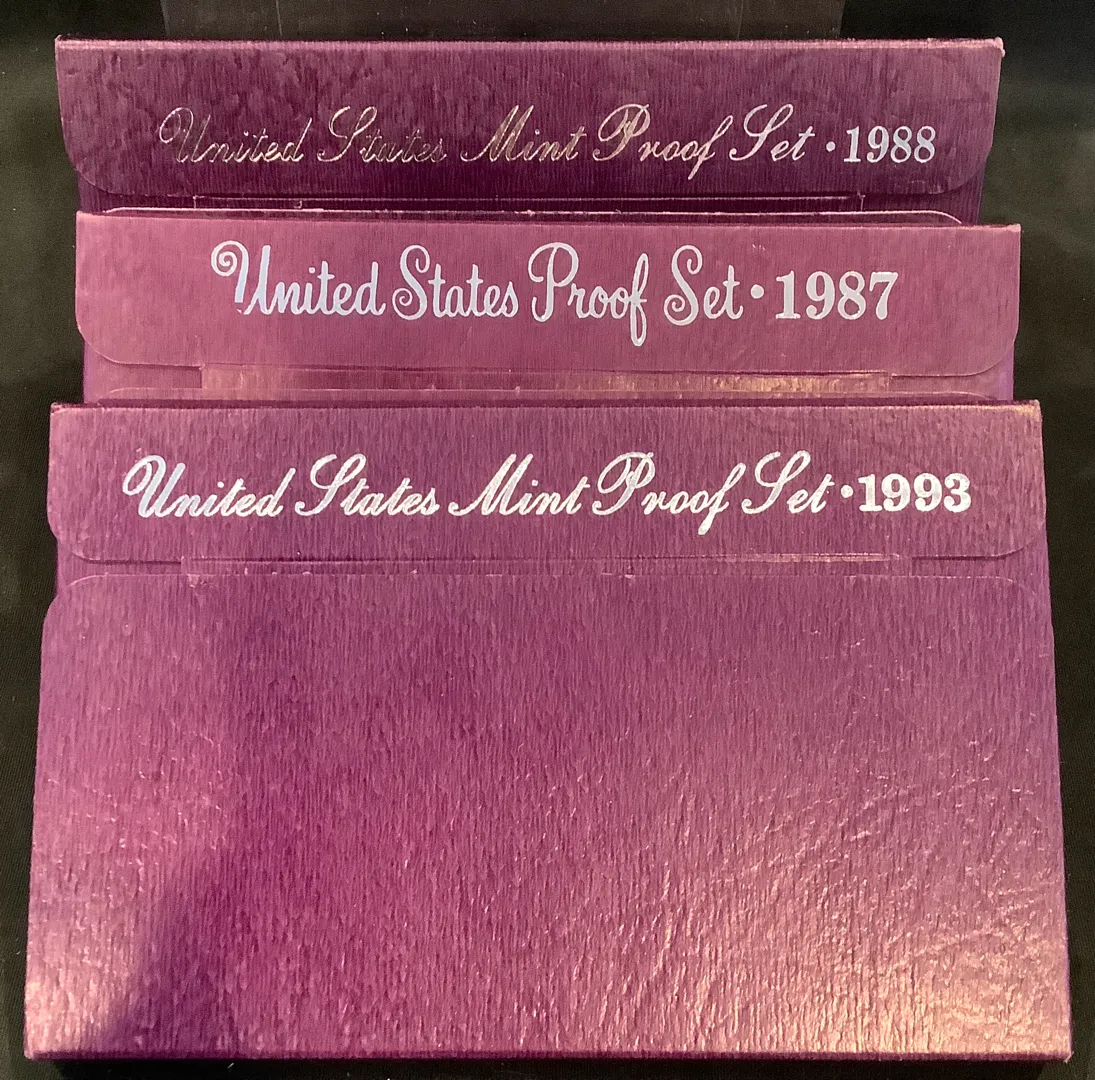 United States Mint Proof Set • 1988
United States Proof Set • 1987
United States Mint Proof Set • 1993